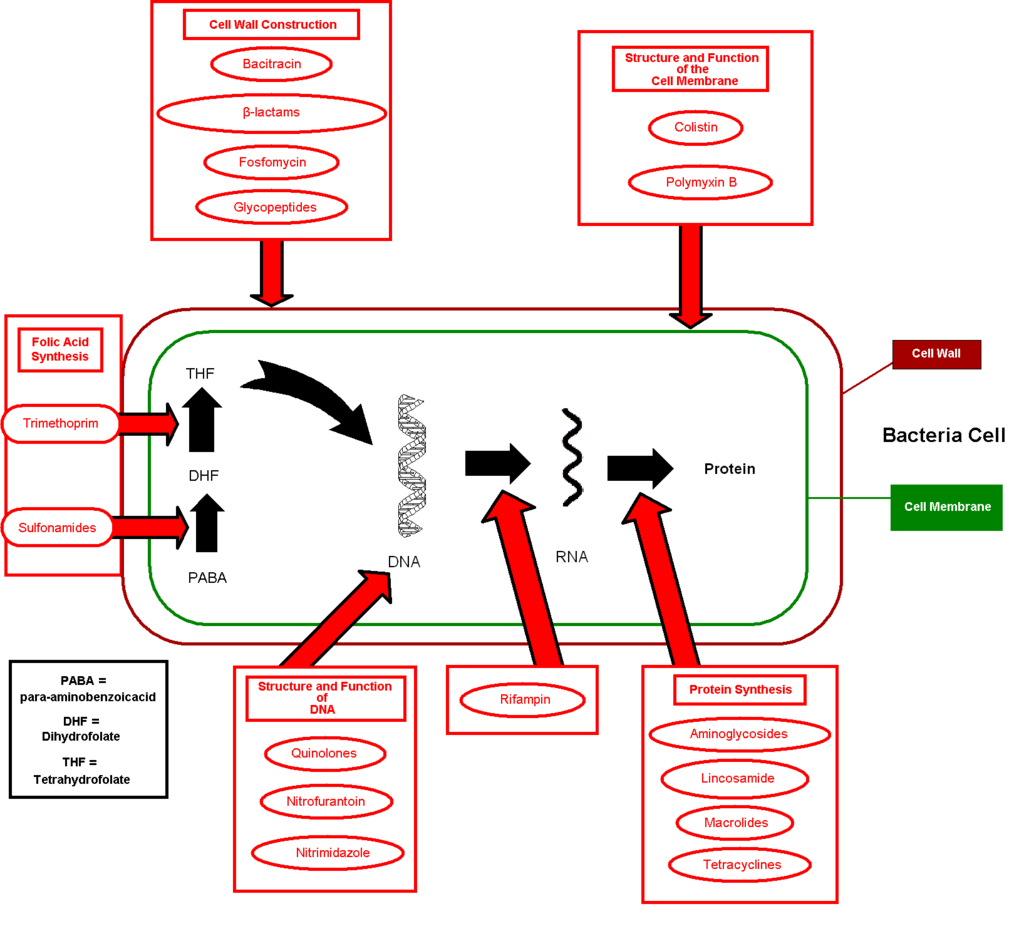 Cell Wall Construction
Bacitracin
β-lactams
Fosfomycin
Glycopeptides
Structure and Function
of the
Cell Membrane
Colistin
Polymyxin B
Folic Acid
Synthesis
Trimethoprim
Sulfonamides
THF
DHF
PABA
DNA
RNA
Protein
Cell Wall
Bacteria Cell
Cell Membrane
PABA =
para-aminobenzoicacid
DHF =
Dihydrofolate
THF =
Tetrahydrofolate
Structure and Function
of
DNA
Quinolones
Nitrofurantoin
Nitrimidazole
Rifampin
Protein Synthesis
Aminoglycosides
Lincosamide
Macrolides
Tetracyclines